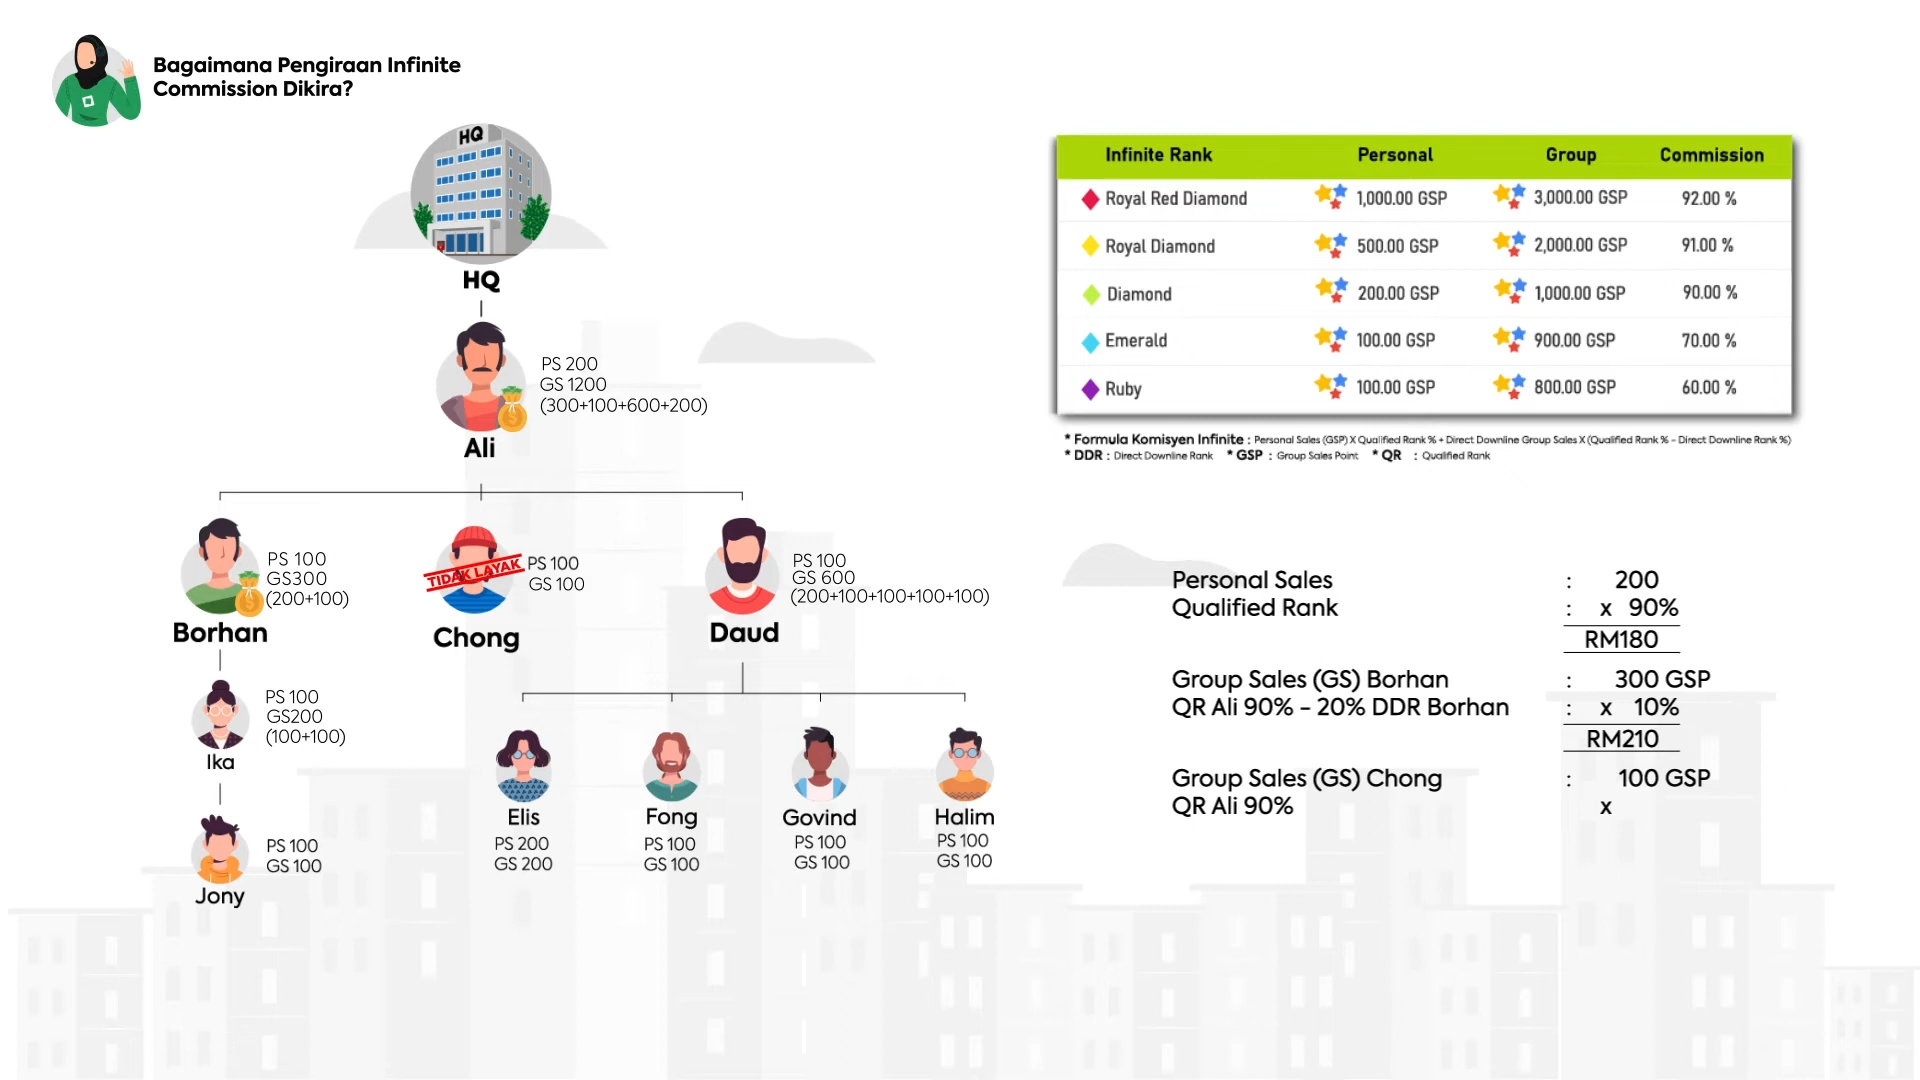 Bagaimana Pengiraan Infinite
Commission Dikira?
HQ
HQ
PS 200
GS 1200
(300+100+600+200)
Ali
PS 100
GS300
(200+100)
Borhan
TIDAK LAYAK
PS 100
GS 100
Chong
PS 100
GS 600
(200+100+100+100+100)
Daud
PS 100
GS200
(100+100)
Ika
PS 100
GS 100
Jony
Elis
PS 200
GS 200
Fong
PS 100
GS 100
Govind
PS 100
GS 100
Halim
PS 100
GS 100
Infinite Rank Personal Group Commission
Royal Red Diamond 1,000.00 GSP 3,000.00 GSP 92.00 %
Royal Diamond 500.00 GSP 2,000.00 GSP 91.00 %
Diamond 200.00 GSP 1,000.00 GSP 90.00 %
Emerald 100.00 GSP 900.00 GSP 70.00 %
Ruby 100.00 GSP 800.00 GSP 60.00 %
* Formula Komisyen Infinite : Personal Sales (GSP) X Qualified Rank % + Direct Downline Group Sales X (Qualified Rank % - Direct Downline Rank %)
* DDR : Direct Downline Rank * GSP : Group Sales Point * QR : Qualified Rank
Personal Sales : 200
Qualified Rank : x 90%
RM180
Group Sales (GS) Borhan : 300 GSP
QR Ali 90% - 20% DDR Borhan : x 10%
RM210
Group Sales (GS) Chong : 100 GSP
QR Ali 90% x